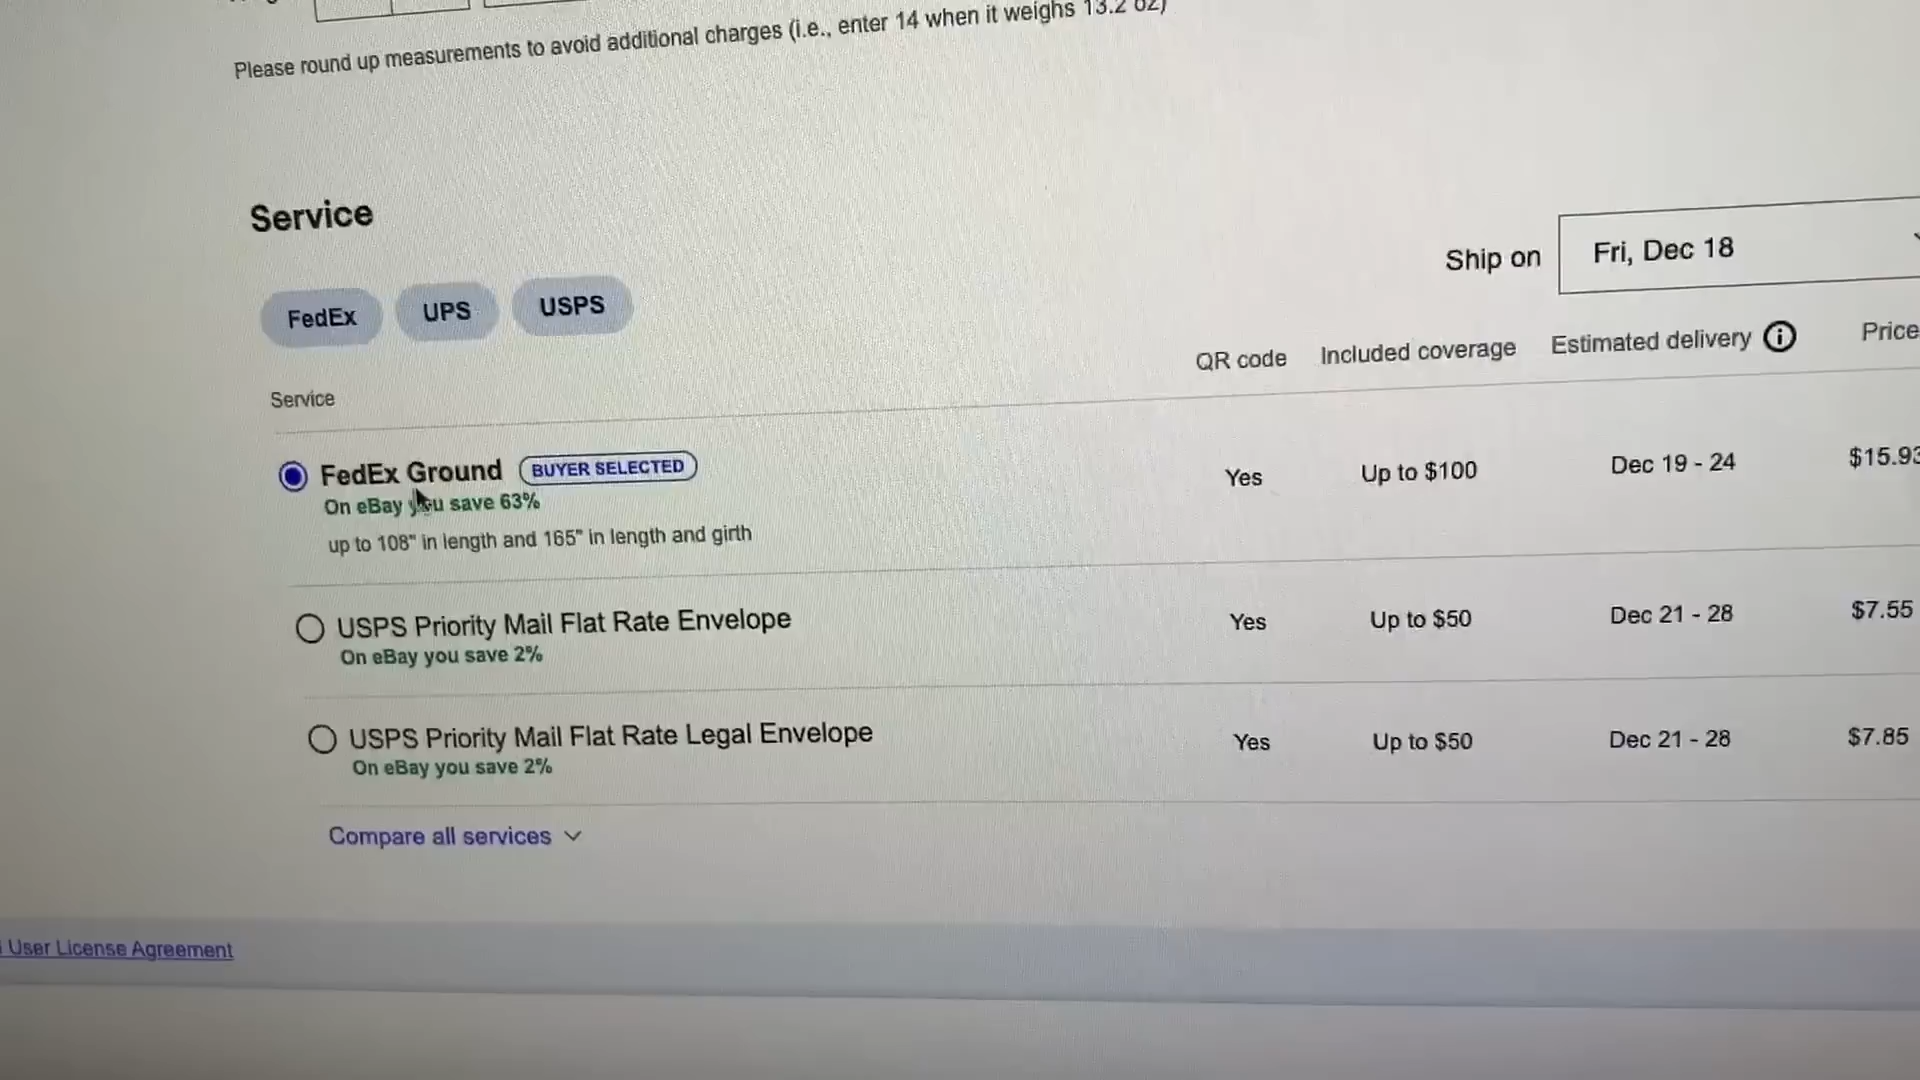 Please round up measurements to avoid additional charges (i.e., enter 14 when it weighs 13.2 oz)
Service
Ship on
Fri, Dec 18
FedEx
UPS
USPS
Service
QR code
Included coverage
Estimated delivery
Price
FedEx Ground
BUYER SELECTED
On eBay you save 63%
up to 108" in length and 165" in length and girth
Yes
Up to $100
Dec 19 - 24
$15.93
USPS Priority Mail Flat Rate Envelope
On eBay you save 2%
Yes
Up to $50
Dec 21 - 28
$7.55
USPS Priority Mail Flat Rate Legal Envelope
On eBay you save 2%
Yes
Up to $50
Dec 21 - 28
$7.85
Compare all services
User License Agreement